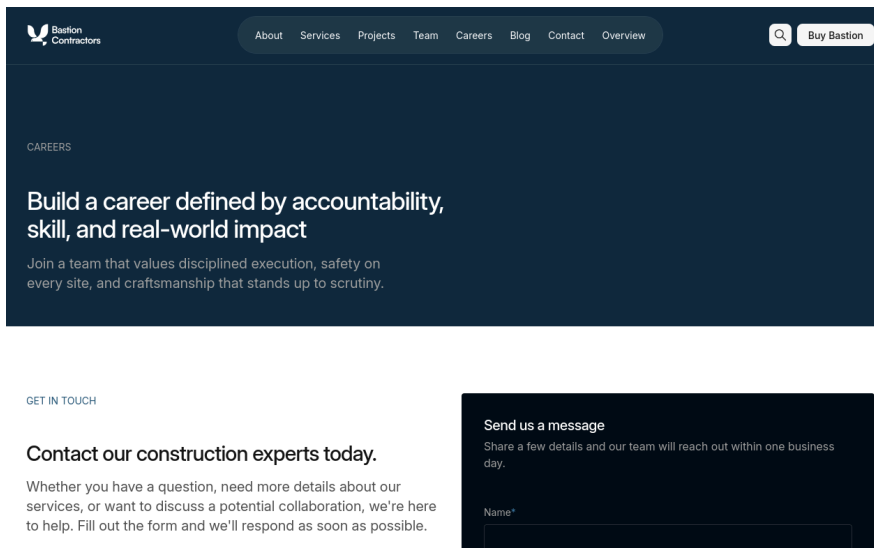 Bastion
Contractors
About Services Projects Team Careers Blog Contact Overview
Buy Bastion
CAREERS
Build a career defined by accountability,
skill, and real-world impact
Join a team that values disciplined execution, safety on
every site, and craftsmanship that stands up to scrutiny.
GET IN TOUCH
Contact our construction experts today.
Whether you have a question, need more details about our
services, or want to discuss a potential collaboration, we're here
to help. Fill out the form and we'll respond as soon as possible.
Send us a message
Share a few details and our team will reach out within one business
day.
Name*